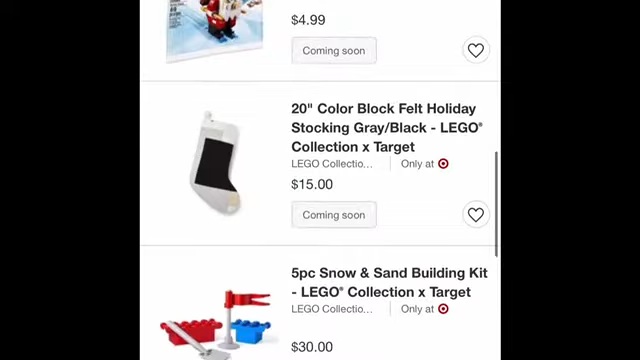 $4.99
Coming soon
20" Color Block Felt Holiday
Stocking Gray/Black - LEGO®
Collection x Target
LEGO Collectio... Only at
$15.00
Coming soon
5pc Snow & Sand Building Kit
- LEGO® Collection x Target
LEGO Collectio... Only at
$30.00